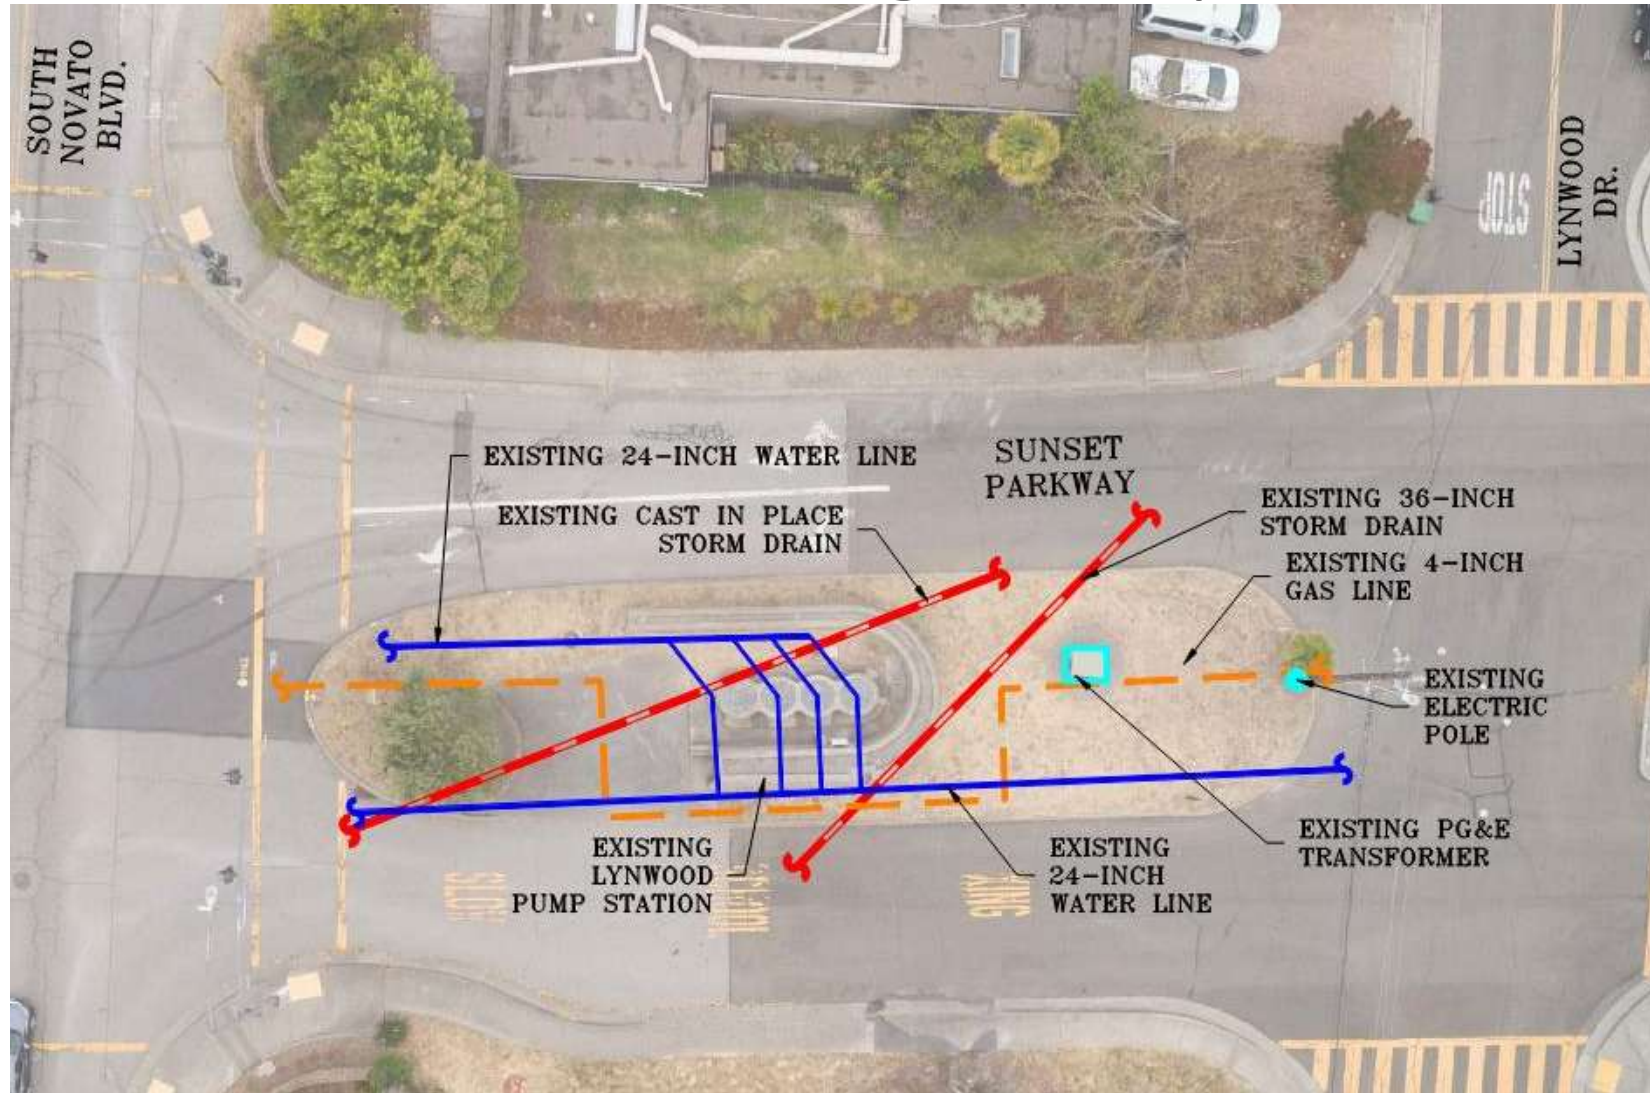 SOUTH
NOVATO
BLVD.
LYNWOOD
DR.
STOP
EXISTING 24-INCH WATER LINE
SUNSET
PARKWAY
EXISTING CAST IN PLACE
STORM DRAIN
EXISTING 36-INCH
STORM DRAIN
EXISTING 4-INCH
GAS LINE
EXISTING
ELECTRIC
POLE
EXISTING
LYNWOOD
PUMP STATION
EXISTING
24-INCH
WATER LINE
EXISTING PG&E
TRANSFORMER